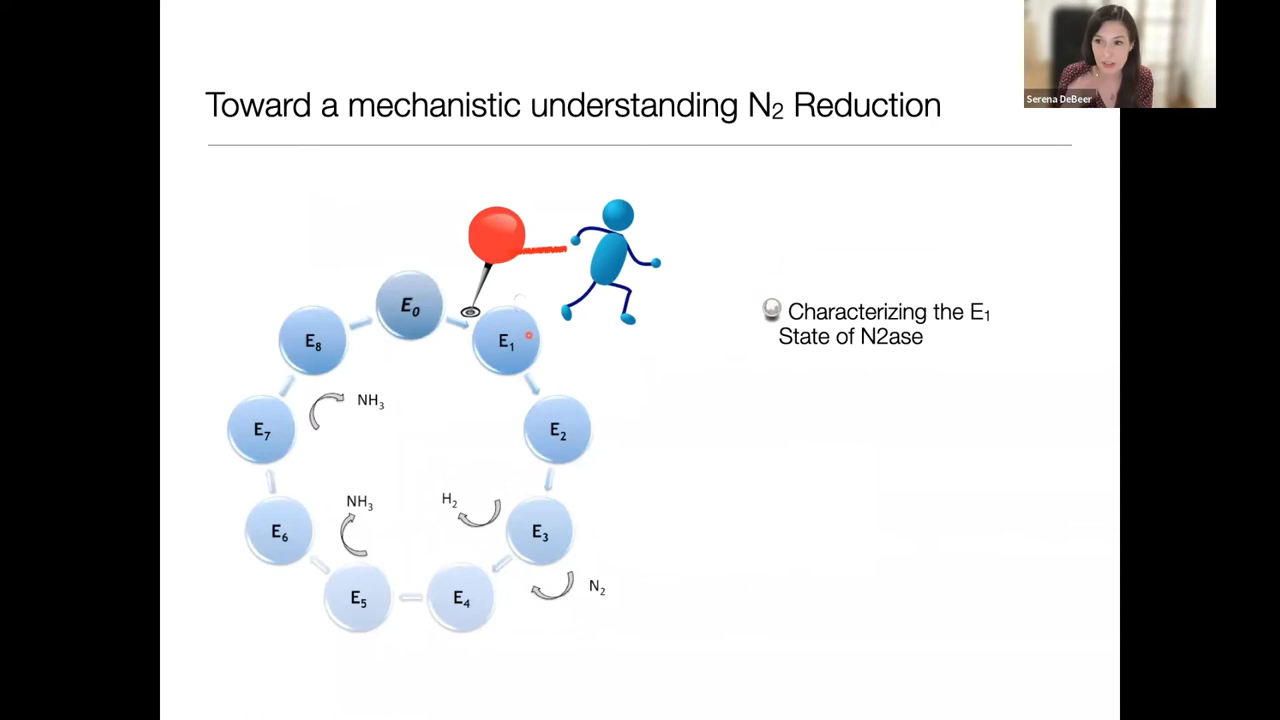 Serena DeBeer
Toward a mechanistic understanding N₂ Reduction
E₀
E₈
E₁
Characterizing the E₁
State of N2ase
NH₃
E₇
E₂
NH₃
H₂
E₆
E₃
N₂
E₅
E₄